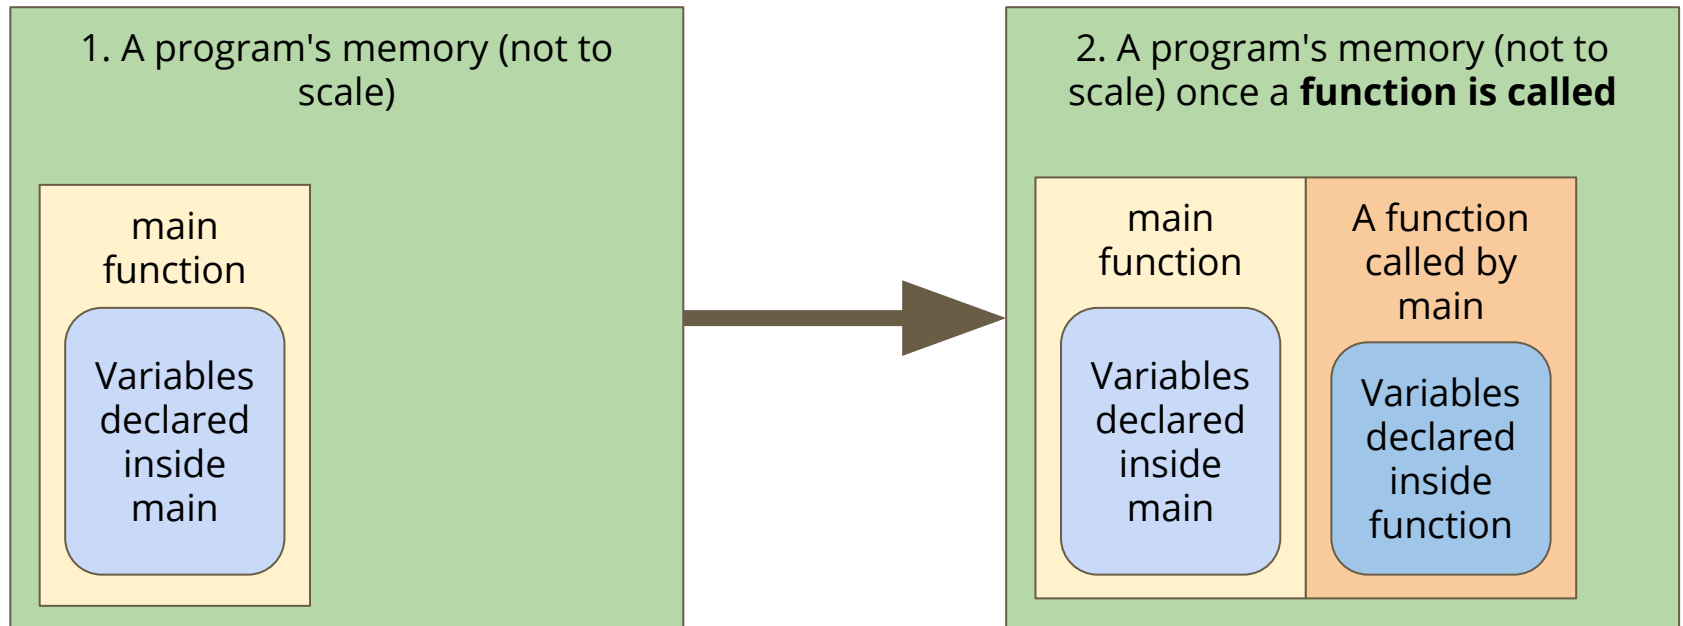 1. A program's memory (not to
scale)
main
function
Variables
declared
inside
main
2. A program's memory (not to
scale) once a function is called
main
function
Variables
declared
inside
main
A function
called by
main
Variables
declared
inside
function